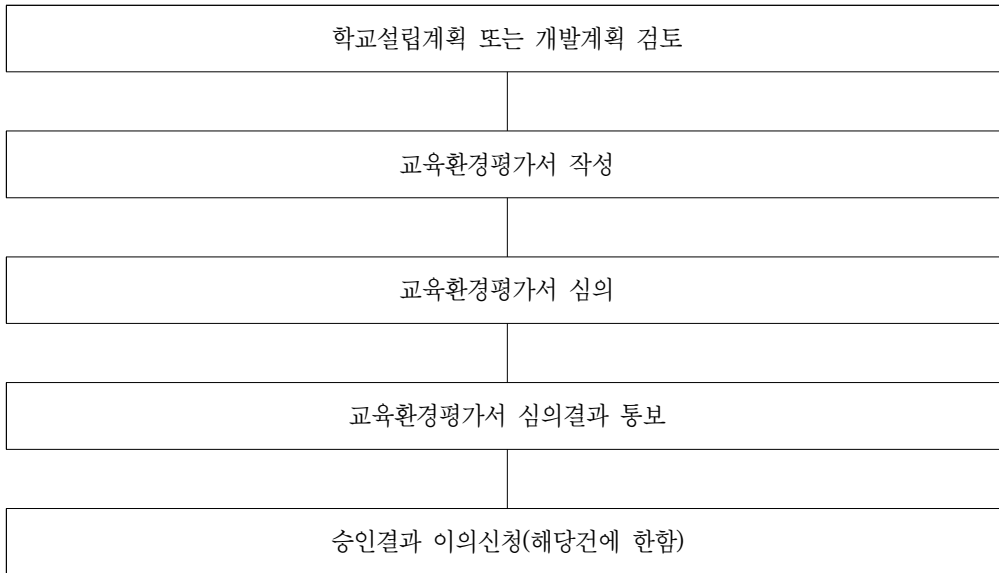 학교설립계획 또는 개발계획 검토
교육환경평가서 작성
교육환경평가서 심의
교육환경평가서 심의결과 통보
승인결과 이의신청(해당건에 한함)